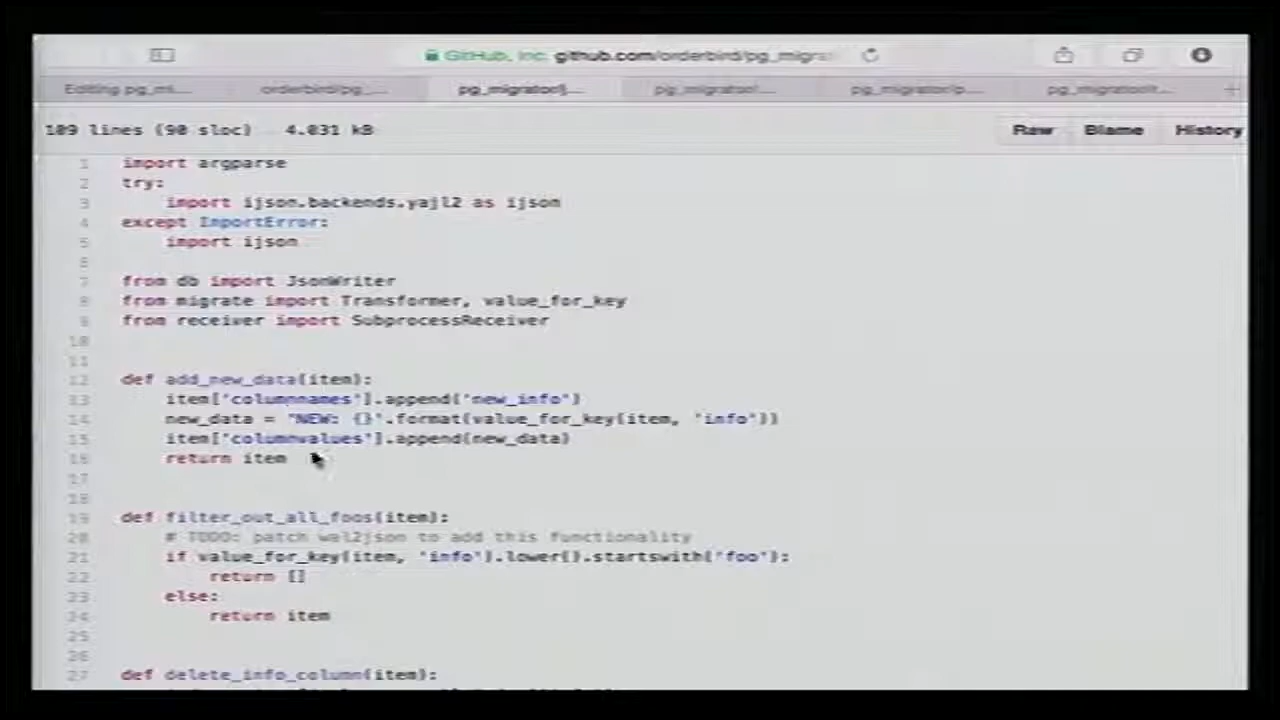 GitHub, Inc. github.com/orderbird/pg_migra
Editing pg_mi... orderbird/pg_... pg_migrator/j... pg_migrator/... pg_migrator/p... pg_migrator/r...
109 lines (90 sloc) 4.031 kB Raw Blame History
1 import argparse
2 try:
3 import ijson.backends.yajl2 as ijson
4 except ImportError:
5 import ijson
6
7 from db import JsonWriter
8 from migrate import Transformer, value_for_key
9 from receiver import SubprocessReceiver
10
11
12 def add_new_data(item):
13 item['columnnames'].append('new_info')
14 new_data = 'NEW: {}'.format(value_for_key(item, 'info'))
15 item['columnvalues'].append(new_data)
16 return item
17
18
19 def filter_out_all_foos(item):
20 # TODO: patch wal2json to add this functionality
21 if value_for_key(item, 'info').lower().startswith('foo'):
22 return []
23 else:
24 return item
25
26
27 def delete_info_column(item):